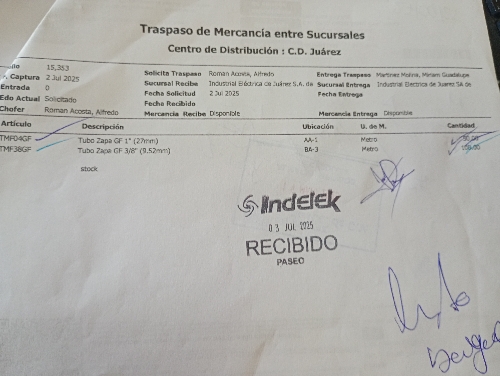 Traspaso de Mercancía entre Sucursales
Centro de Distribución : C.D. Juárez
15,353 Solicita Traspaso Roman Acosta, Alfredo Entrega Traspaso Martinez Molina, Miriam Guadalupe
Captura 2 Jul 2025 Sucursal Recibe Industrial Eléctrica de Juárez S.A. de Sucursal Entrega Industrial Eléctrica de Juárez SA de
Entrada 0 Fecha Solicitud 2 Jul 2025 Fecha Entrega
Edo Actual Solicitado Fecha Recibido
Chofer Roman Acosta, Alfredo Mercancía Recibe Disponible Mercancía Entrega Disponible
Artículo Descripción Ubicación U. de M. Cantidad
TMF04GF Tubo Zapa GF 1" (27mm) AA-1 Metro
TMF38GF Tubo Zapa GF 3/8" (9.52mm) BA-3 Metro
stock
Indelek
03 JUL 2025
RECIBIDO
PASEO